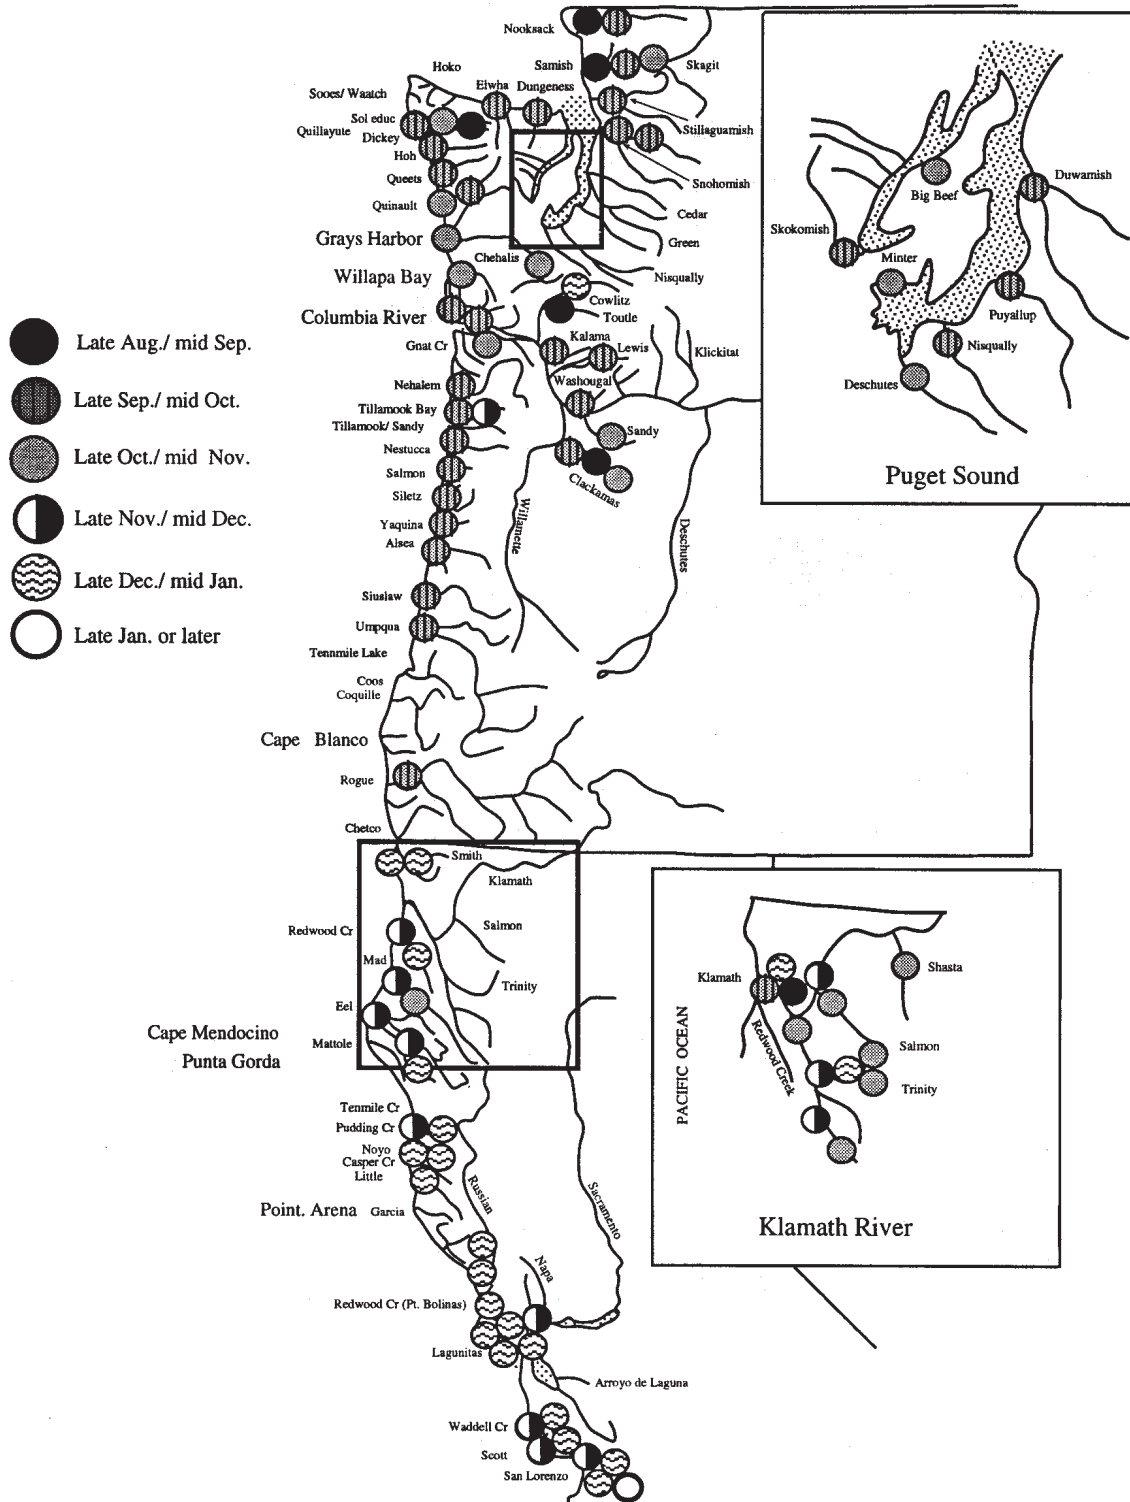 Nooksack
Samish
Skagit
Hoko
Elwha
Dungeness
Sooes/ Waatch
Sol educ
Quillayute
Dickey
Stillaguamish
Hoh
Queets
Snohomish
Quinault
Cedar
Grays Harbor
Green
Chehalis
Willapa Bay
Nisqually
Cowlitz
Columbia River
Toutle
Gnat Cr
Kalama
Lewis
Klickitat
Nehalem
Washougal
Tillamook Bay
Tillamook/ Sandy
Sandy
Nestucca
Salmon
Clackamas
Siletz
Willamette
Yaquina
Deschutes
Alsea
Siuslaw
Umpqua
Tennmile Lake
Coos
Coquille
Cape Blanco
Rogue
Chetco
Late Aug./ mid Sep.
Late Sep./ mid Oct.
Late Oct./ mid Nov.
Late Nov./ mid Dec.
Late Dec./ mid Jan.
Late Jan. or later
Big Beef
Duwamish
Skokomish
Minter
Puyallup
Nisqually
Deschutes
Puget Sound
Smith
Klamath
Redwood Cr
Salmon
Mad
Trinity
Eel
Cape Mendocino
Mattole
Punta Gorda
Tenmile Cr
Pudding Cr
Noyo
Casper Cr
Little
Russian
Point. Arena
Garcia
Sacramento
Napa
Redwood Cr (Pt. Bolinas)
Lagunitas
Arroyo de Laguna
Waddell Cr
Scott
San Lorenzo
Klamath
Shasta
PACIFIC OCEAN
Redwood Creek
Salmon
Trinity
Klamath River